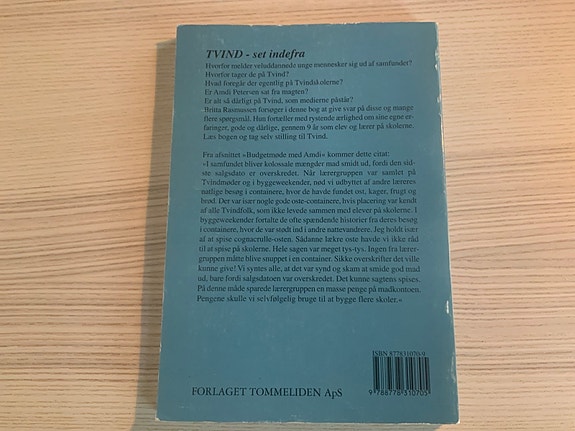 TVIND - set indefra
Hvorfor melder veluddannede unge mennesker sig ud af samfundet?
Hvorfor tager de på Tvind?
Hvad foregår der egentlig på Tvindskolerne?
Er Amdi Petersen sat fra magten?
Er alt så dårligt på Tvind, som medierne påstår?
Britta Rasmussen forsøger i denne bog at give svar på disse og mange
flere spørgsmål. Hun fortæller med rystende ærlighed om sine egne er-
faringer, gode og dårlige, gennem 9 år som elev og lærer på skolerne.
Læs bogen og tag selv stilling til Tvind.
Fra afsnittet »Budgetmøde med Amdi« kommer dette citat:
»I samfundet bliver kolossale mængder mad smidt ud, fordi den sid-
ste salgsdato er overskredet. Når lærergruppen var samlet på
Tvindmøder og i byggeweekender, nød vi udbyttet af andre læreres
natlige besøg i containere, hvor de havde fundet ost, kager, frugt og
brød. Der var især nogle gode oste-containere, hvis placering var kendt
af alle Tvindfolk, som ikke levede sammen med elever på skolerne. I
byggeweekender fortalte de ofte spændende historier fra deres besøg i
containere, hvor de var stødt ind i andre nattevandrere. Jeg holdt især
af at spise cognacrulle-osten. Sådanne lækre oste havde vi ikke råd
til at spise på skolerne. Hele sagen var meget tys-tys. Ingen fra lærer-
gruppen måtte blive snuppet i en container. Sikke overskrifter det ville
kunne give! Vi syntes alle, at det var synd og skam at smide god mad
ud, bare fordi salgsdatoen var overskredet. Det kunne sagtens spises.
På denne måde sparede lærergruppen en masse penge på madkontoen.
Pengene skulle vi selvfølgelig bruge til at bygge flere skoler.«
ISBN 877831070-9
FORLAGET TOMMELIDEN ApS
9 788778 310705